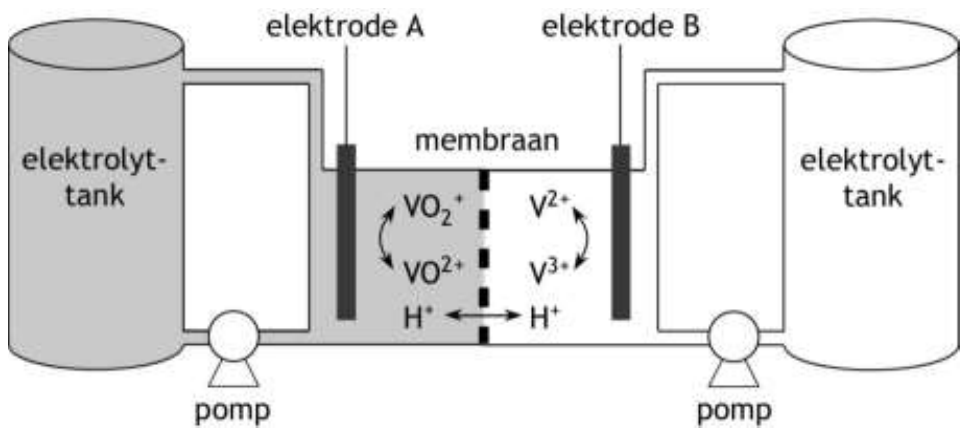 elektrode A
elektrode B
elektrolyt-
tank
membraan
elektrolyt-
tank
VO₂⁺
V²⁺
VO²⁺
V³⁺
H⁺
H⁺
pomp
pomp